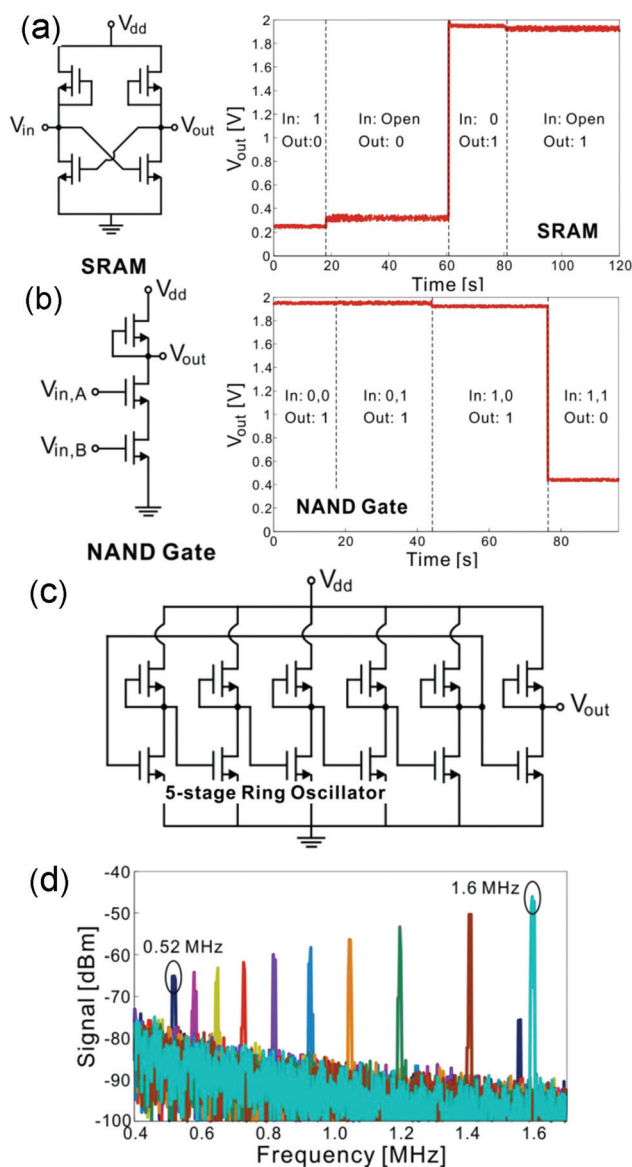 (a)
Vdd
Vin
Vout
SRAM
Vout [V]
2
1.8
1.6
1.4
1.2
1
0.8
0.6
0.4
0.2
0
In: 1
Out:0
In: Open
Out: 0
In: 0
Out:1
In: Open
Out: 1
SRAM
0 20 40 60 80 100 120
Time [s]
(b)
Vdd
Vout
Vin,A
Vin,B
NAND Gate
Vout [V]
2
1.8
1.6
1.4
1.2
1
0.8
0.6
0.4
0.2
0
In: 0,0
Out: 1
In: 0,1
Out: 1
In: 1,0
Out: 1
In: 1,1
Out: 0
NAND Gate
0 20 40 60 80
Time [s]
(c)
Vdd
Vout
5-stage Ring Oscillator
(d)
Signal [dBm]
-40
-50
-60
-70
-80
-90
-100
0.52 MHz
1.6 MHz
0.4 0.6 0.8 1.0 1.2 1.4 1.6
Frequency [MHz]